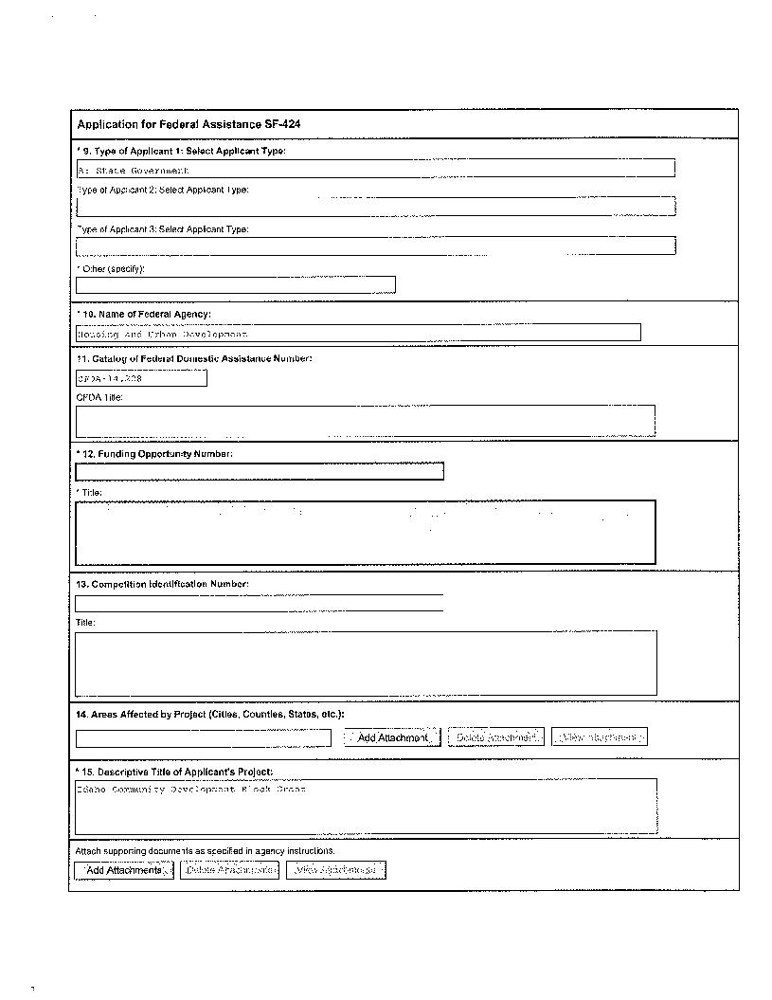 Application for Federal Assistance SF-424
* 9. Type of Applicant 1: Select Applicant Type:
A: State Government
Type of Applicant 2: Select Applicant Type:
Type of Applicant 3: Select Applicant Type:
* Other (specify):
* 10. Name of Federal Agency:
Housing and Urban Development
11. Catalog of Federal Domestic Assistance Number:
CFDA-14.228
CFDA Title:
* 12. Funding Opportunity Number:
* Title:
13. Competition Identification Number:
Title:
14. Areas Affected by Project (Cities, Counties, States, etc.):
Add Attachment Delete Attachment View Attachment
* 15. Descriptive Title of Applicant's Project:
Idaho Community Development Block Grant
Attach supporting documents as specified in agency instructions.
Add Attachments Delete Attachments View Attachments